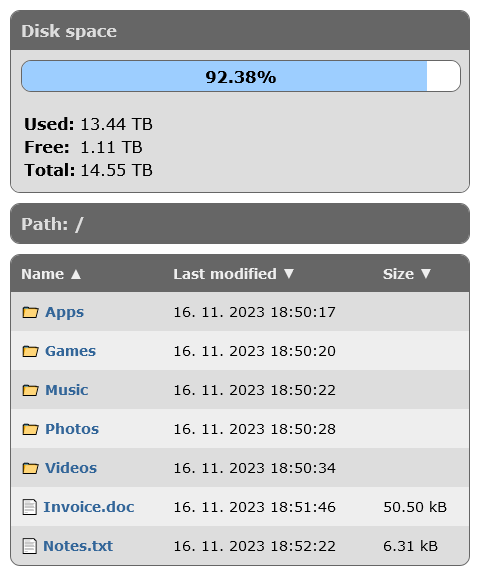 Disk space
92.38%
Used: 13.44 TB
Free: 1.11 TB
Total: 14.55 TB
Path: /
Name ▲ Last modified ▼ Size ▼
Apps 16. 11. 2023 18:50:17
Games 16. 11. 2023 18:50:20
Music 16. 11. 2023 18:50:22
Photos 16. 11. 2023 18:50:28
Videos 16. 11. 2023 18:50:34
Invoice.doc 16. 11. 2023 18:51:46 50.50 kB
Notes.txt 16. 11. 2023 18:52:22 6.31 kB